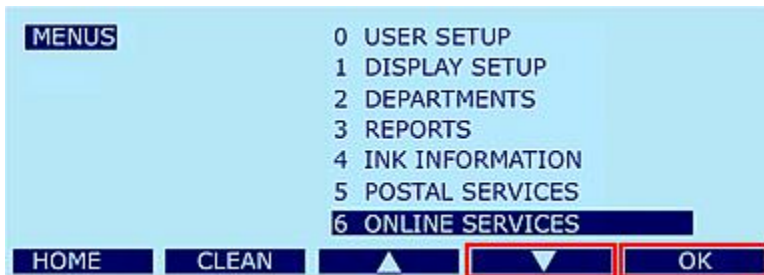 MENUS
0 USER SETUP
1 DISPLAY SETUP
2 DEPARTMENTS
3 REPORTS
4 INK INFORMATION
5 POSTAL SERVICES
6 ONLINE SERVICES
HOME CLEAN ▲ ▼ OK